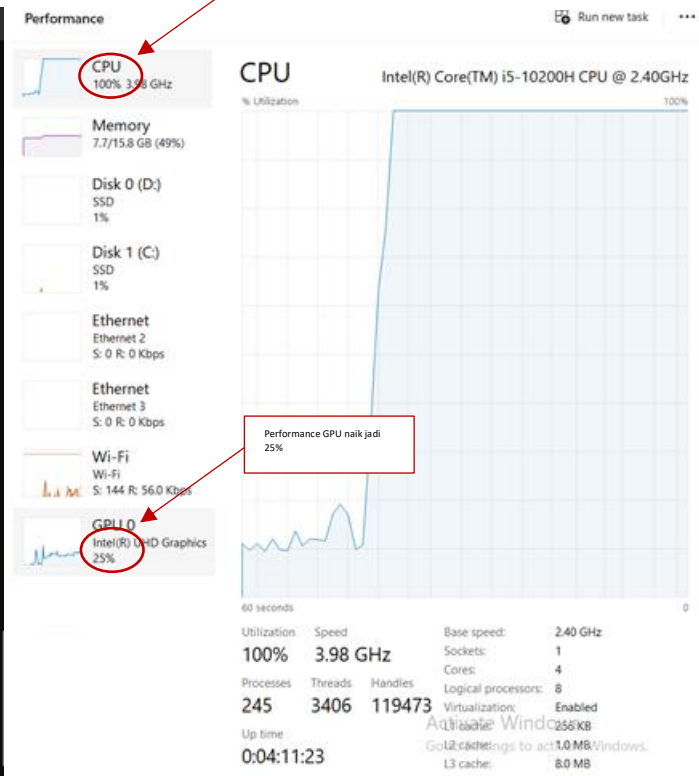 Performance
Run new task
CPU
100% 3.98 GHz
Memory
7.7/15.8 GB (49%)
Disk 0 (D:)
SSD
1%
Disk 1 (C:)
SSD
1%
Ethernet
Ethernet 2
S: 0 R: 0 Kbps
Ethernet
Ethernet 3
S: 0 R: 0 Kbps
Wi-Fi
Wi-Fi
S: 144 R: 56.0 Kbps
GPU 0
Intel(R) UHD Graphics
25%
CPU
Intel(R) Core(TM) i5-10200H CPU @ 2.40GHz
% Utilization
100%
Performance GPU naik jadi
25%
60 seconds
0
Utilization
100%
Speed
3.98 GHz
Processes
245
Threads
3406
Handles
119473
Up time
0:04:11:23
Base speed: 2.40 GHz
Sockets: 1
Cores: 4
Logical processors: 8
Virtualization: Enabled
L1 cache: 256 KB
L2 cache: 1.0 MB
L3 cache: 8.0 MB
Activate Windows
Go to Settings to activate Windows.